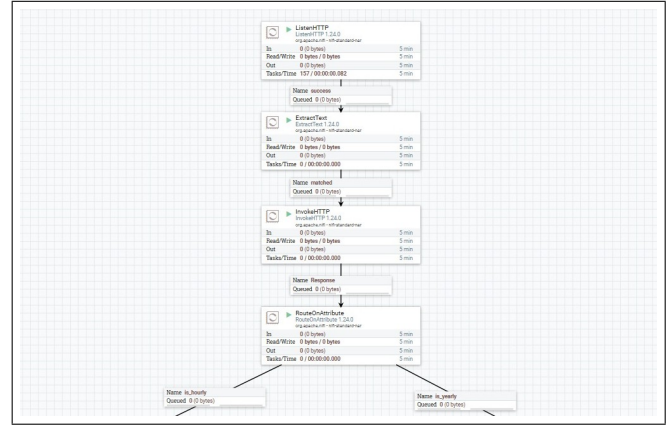 ListenHTTP
ListenHTTP 1.24.0
org.apache.nifi - nifi-standard-nar
In 0 (0 bytes) 5 min
Read/Write 0 bytes / 0 bytes 5 min
Out 0 (0 bytes) 5 min
Tasks/Time 157 / 00:00:00.082 5 min
Name success
Queued 0 (0 bytes)
ExtractText
ExtractText 1.24.0
org.apache.nifi - nifi-standard-nar
In 0 (0 bytes) 5 min
Read/Write 0 bytes / 0 bytes 5 min
Out 0 (0 bytes) 5 min
Tasks/Time 0 / 00:00:00.000 5 min
Name matched
Queued 0 (0 bytes)
InvokeHTTP
InvokeHTTP 1.24.0
org.apache.nifi - nifi-standard-nar
In 0 (0 bytes) 5 min
Read/Write 0 bytes / 0 bytes 5 min
Out 0 (0 bytes) 5 min
Tasks/Time 0 / 00:00:00.000 5 min
Name Response
Queued 0 (0 bytes)
RouteOnAttribute
RouteOnAttribute 1.24.0
org.apache.nifi - nifi-standard-nar
In 0 (0 bytes) 5 min
Read/Write 0 bytes / 0 bytes 5 min
Out 0 (0 bytes) 5 min
Tasks/Time 0 / 00:00:00.000 5 min
Name is_hourly
Queued 0 (0 bytes)
Name is_yearly
Queued 0 (0 bytes)